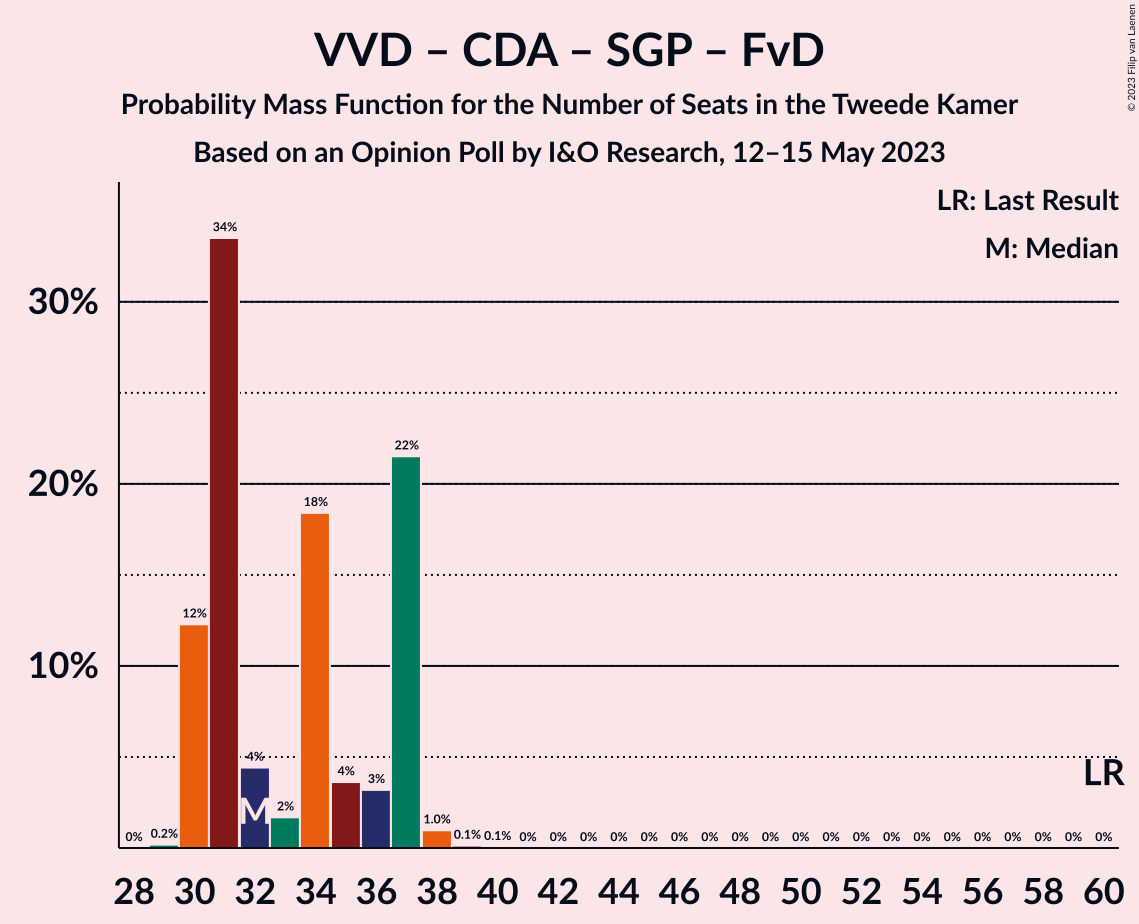 VVD – CDA – SGP – FvD
Probability Mass Function for the Number of Seats in the Tweede Kamer
Based on an Opinion Poll by I&O Research, 12–15 May 2023
© 2023 Filip van Laenen
LR: Last Result
M: Median
30%
20%
10%
0% 0.2% 12% 34% 4% 2% 18% 4% 3% 22% 1.0% 0.1% 0.1% 0% 0% 0% 0% 0% 0% 0% 0% 0% 0% 0% 0% 0% 0% 0% 0% 0% 0% 0% 0%
M
LR
28 30 32 34 36 38 40 42 44 46 48 50 52 54 56 58 60